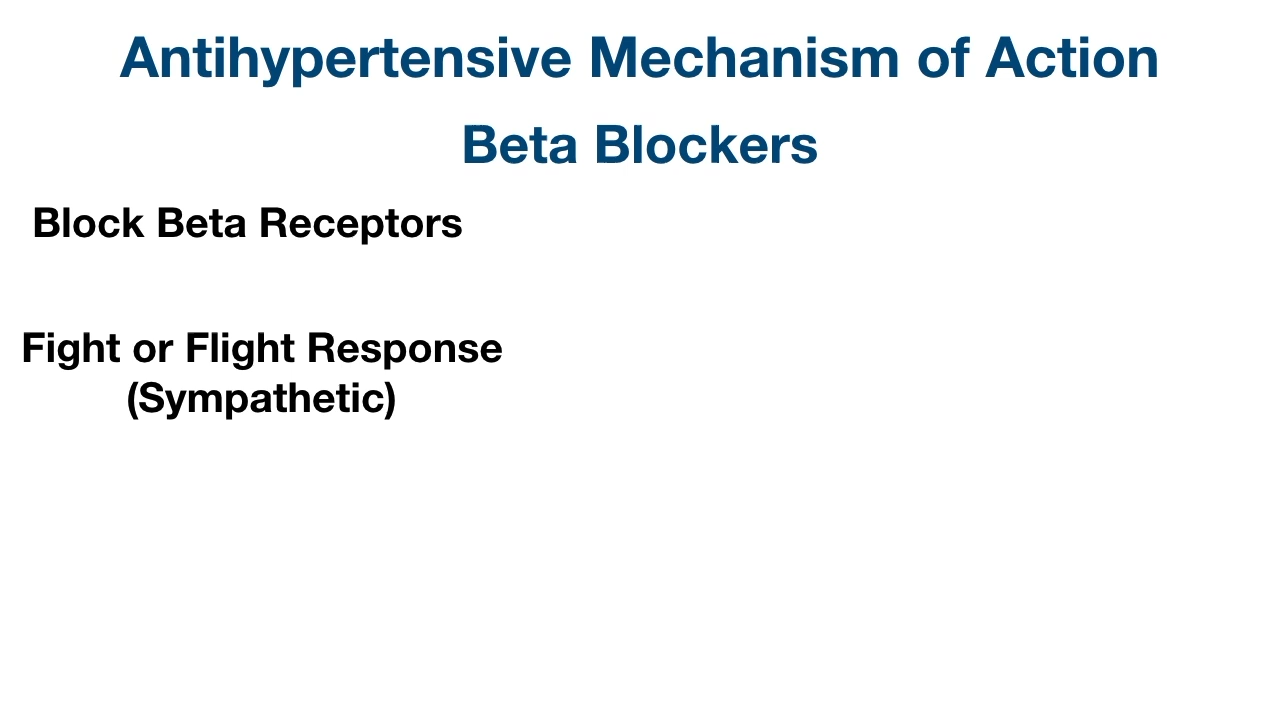 Antihypertensive Mechanism of Action
Beta Blockers
Block Beta Receptors
Fight or Flight Response
(Sympathetic)